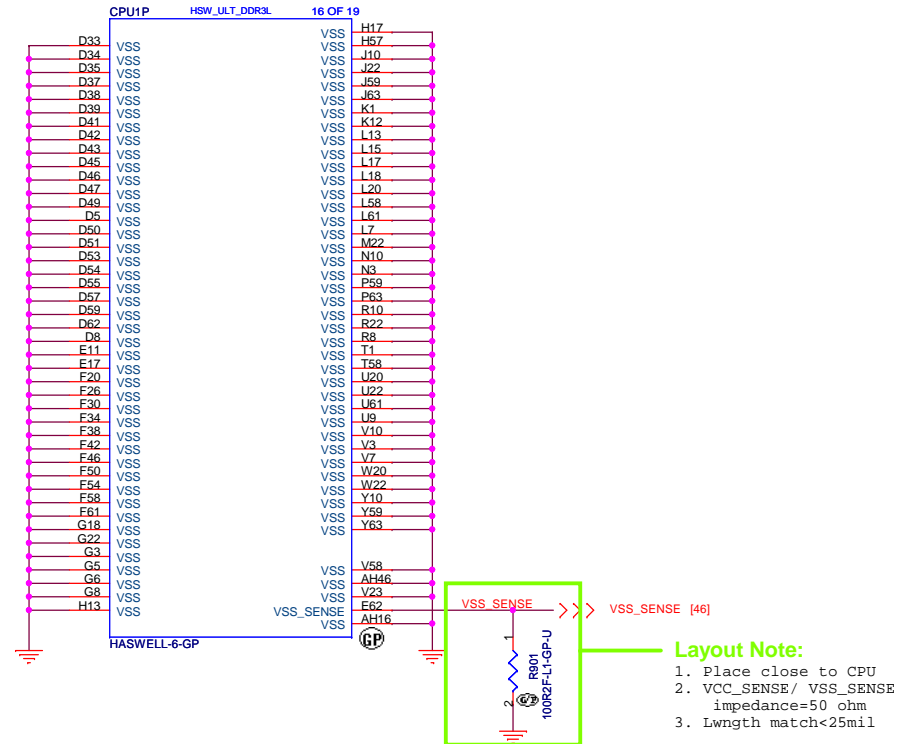 CPU1P HSW_ULT_DDR3L 16 OF 19
VSS H17
D33 VSS VSS H57
D34 VSS VSS J10
D35 VSS VSS J22
D37 VSS VSS J59
D38 VSS VSS J63
D39 VSS VSS K1
D41 VSS VSS K12
D42 VSS VSS L13
D43 VSS VSS L15
D45 VSS VSS L17
D46 VSS VSS L18
D47 VSS VSS L20
D49 VSS VSS L58
D5 VSS VSS L61
D50 VSS VSS L7
D51 VSS VSS M22
D53 VSS VSS N10
D54 VSS VSS N3
D55 VSS VSS P59
D57 VSS VSS P63
D59 VSS VSS R10
D62 VSS VSS R22
D8 VSS VSS R8
E11 VSS VSS T1
E17 VSS VSS T58
F20 VSS VSS U20
F26 VSS VSS U22
F30 VSS VSS U61
F34 VSS VSS U9
F38 VSS VSS V10
F42 VSS VSS V3
F46 VSS VSS V7
F50 VSS VSS W20
F54 VSS VSS W22
F58 VSS VSS Y10
F61 VSS VSS Y59
G18 VSS VSS Y63
G22 VSS
G3 VSS
G5 VSS VSS V58
G6 VSS VSS AH46
G8 VSS VSS V23
H13 VSS VSS_SENSE E62 VSS_SENSE VSS_SENSE [46]
VSS AH16
HASWELL-6-GP GP
1
R901
100R2F-L1-GP-U
2
Layout Note:
1. Place close to CPU
2. VCC_SENSE/ VSS_SENSE
impedance=50 ohm
3. Lwngth match<25mil